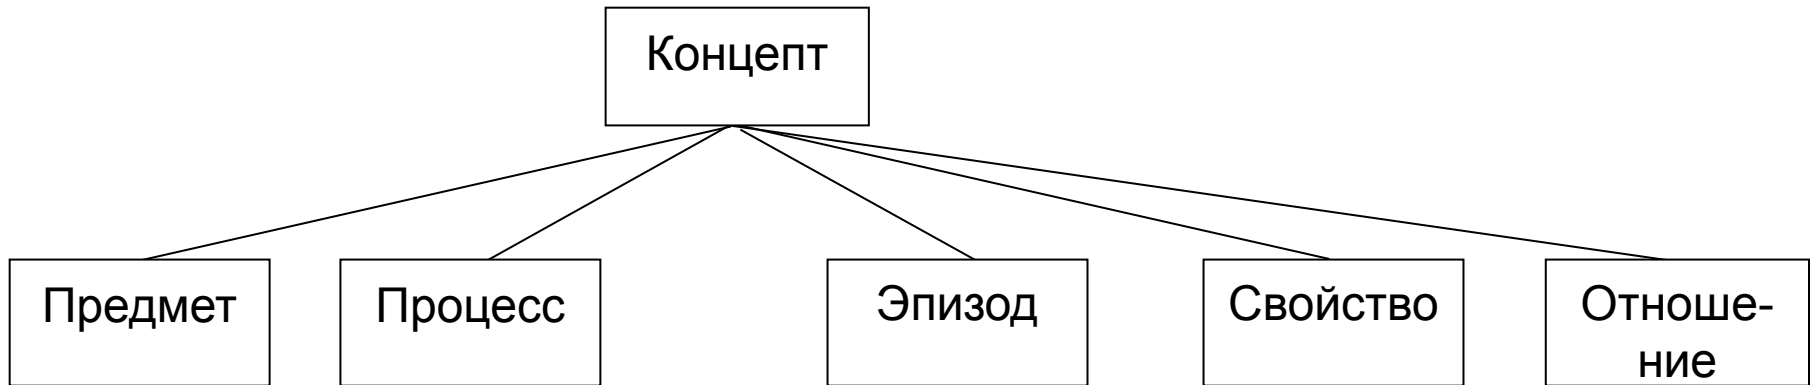 Концепт
Предмет
Процесс
Эпизод
Свойство
Отноше-
ние